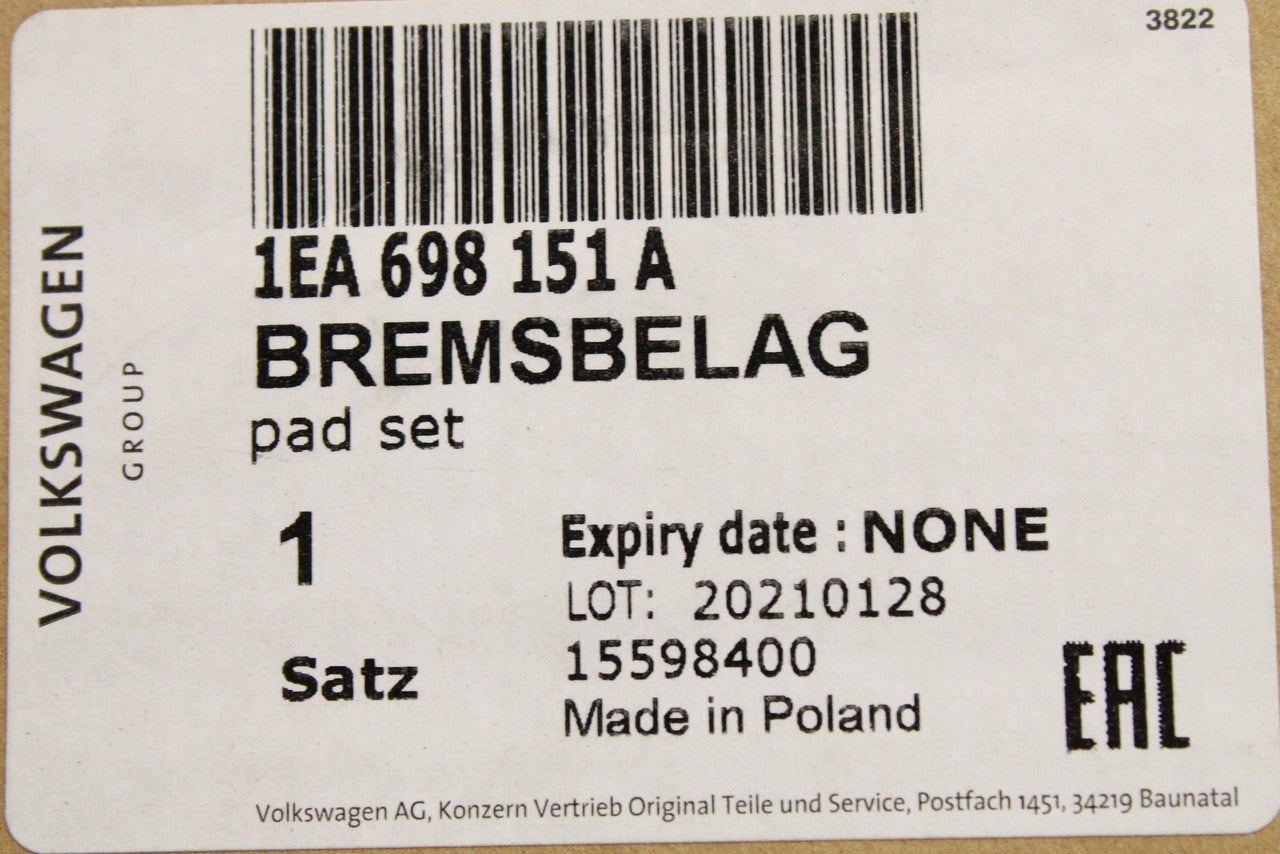 3822
VOLKSWAGEN
GROUP
1EA 698 151 A
BREMSBELAG
pad set
1
Satz
Expiry date : NONE
LOT: 20210128
15598400
Made in Poland
EAC
Volkswagen AG, Konzern Vertrieb Original Teile und Service, Postfach 1451, 34219 Baunatal